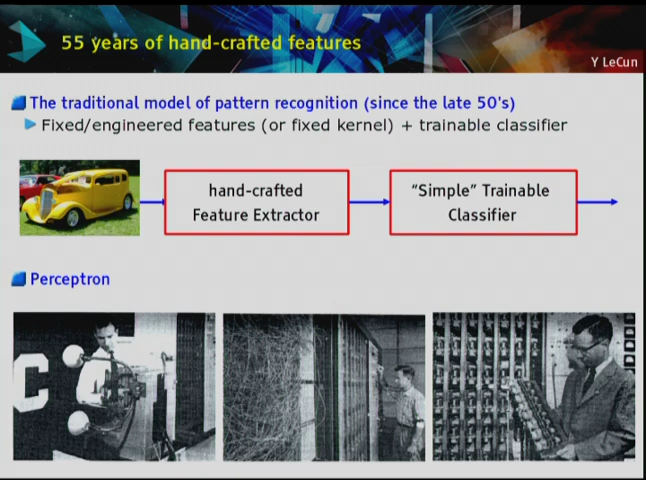 55 years of hand-crafted features
Y LeCun
The traditional model of pattern recognition (since the late 50's)
Fixed/engineered features (or fixed kernel) + trainable classifier
hand-crafted
Feature Extractor
“Simple” Trainable
Classifier
Perceptron
C